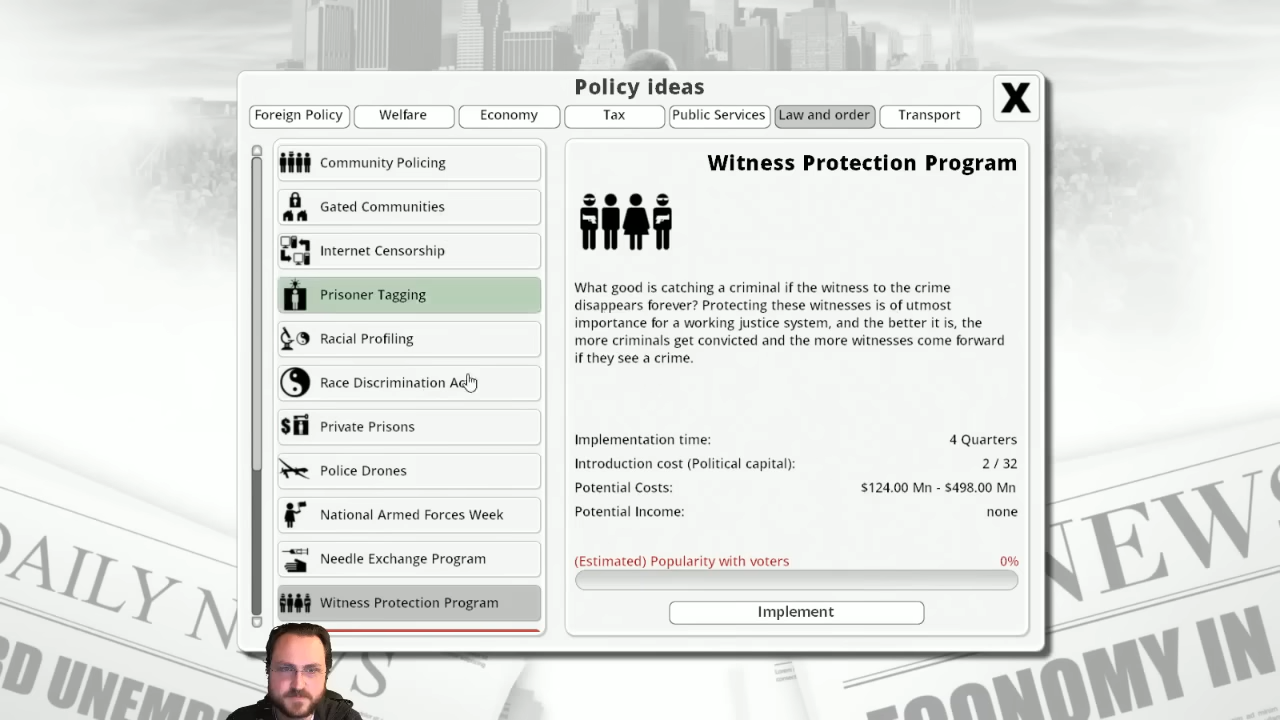 Policy ideas
X
Foreign Policy
Welfare
Economy
Tax
Public Services
Law and order
Transport
Community Policing
Gated Communities
Internet Censorship
Prisoner Tagging
Racial Profiling
Race Discrimination Act
Private Prisons
Police Drones
National Armed Forces Week
Needle Exchange Program
Witness Protection Program
Witness Protection Program
What good is catching a criminal if the witness to the crime
disappears forever? Protecting these witnesses is of utmost
importance for a working justice system, and the better it is, the
more criminals get convicted and the more witnesses come forward
if they see a crime.
Implementation time: 4 Quarters
Introduction cost (Political capital): 2 / 32
Potential Costs: $124.00 Mn - $498.00 Mn
Potential Income: none
(Estimated) Popularity with voters 0%
Implement
DAILY N
NEWS
ECONOMY IN